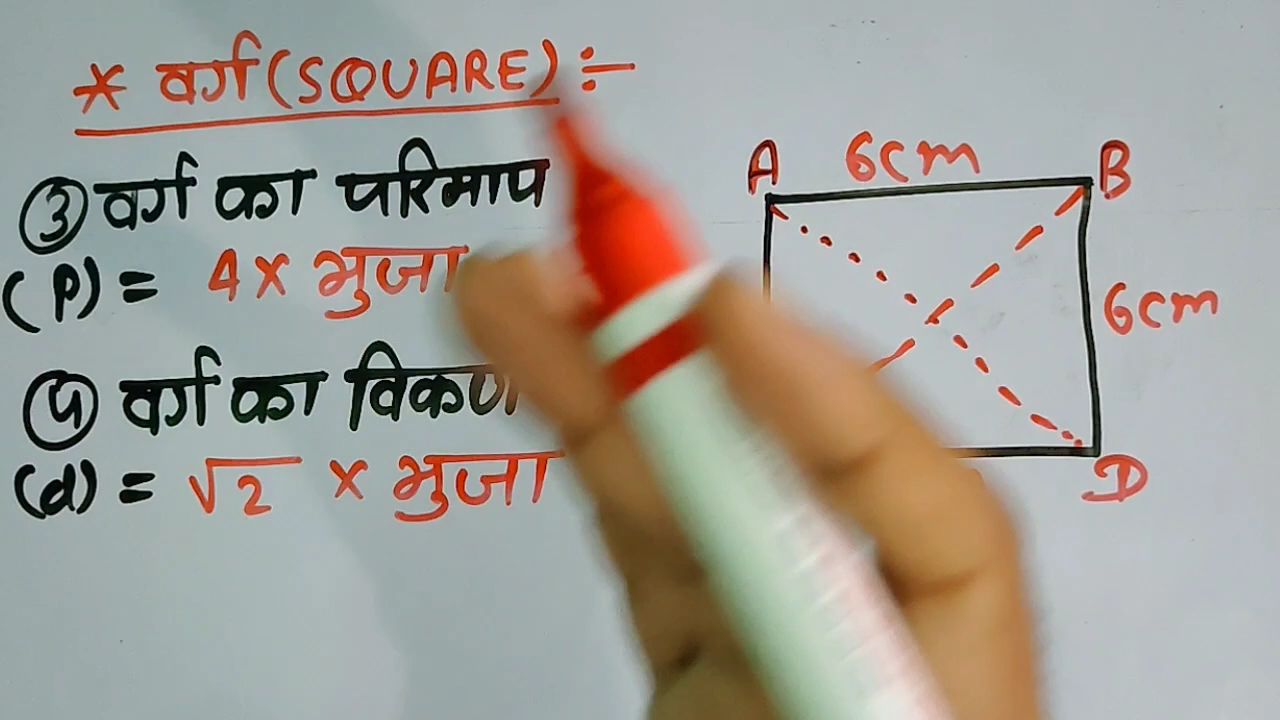 * वर्ग (SQUARE) :-
③ वर्ग का परिमाप
(P) = 4 x भुजा
④ वर्ग का
(d) = √2 x भुजा
A 6cm B
6cm
D